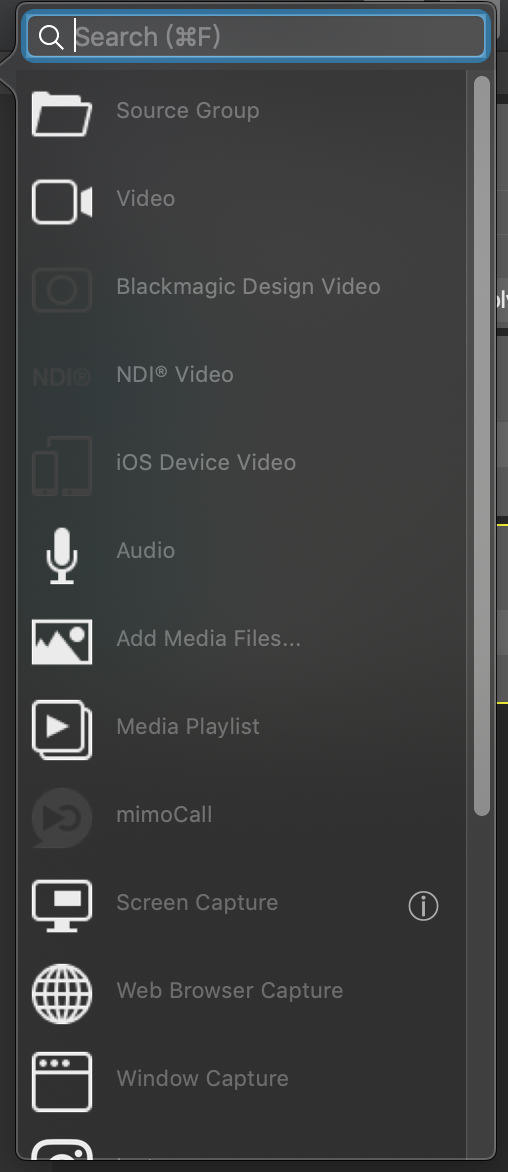 Search (⌘F)
Source Group
Video
Blackmagic Design Video
NDI® NDI® Video
iOS Device Video
Audio
Add Media Files...
Media Playlist
mimoCall
Screen Capture
Web Browser Capture
Window Capture